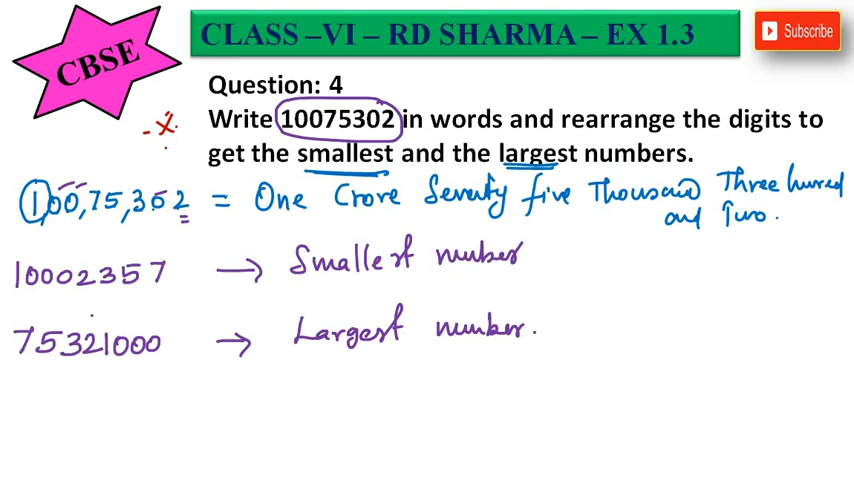 CBSE
CLASS –VI – RD SHARMA – EX 1.3
Subscribe
Question: 4
Write 10075302 in words and rearrange the digits to
get the smallest and the largest numbers.
1,00,75,352 = One Crore Seventy five Thousand Three hured
and Two.
10002357 → Smallest number
75321000 → Largest number.